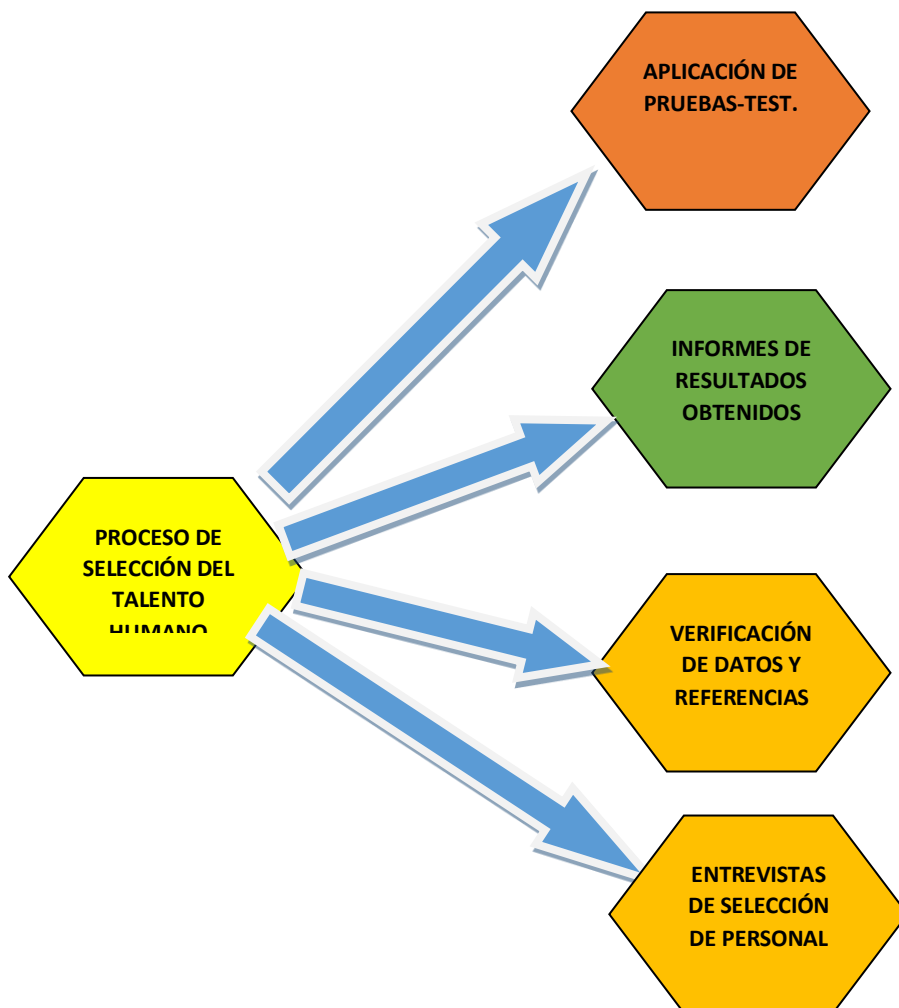 APLICACIÓN DE
PRUEBAS-TEST.
INFORMES DE
RESULTADOS
OBTENIDOS
PROCESO DE
SELECCIÓN DEL
TALENTO
HUMANO
VERIFICACIÓN
DE DATOS Y
REFERENCIAS
ENTREVISTAS
DE SELECCIÓN
DE PERSONAL